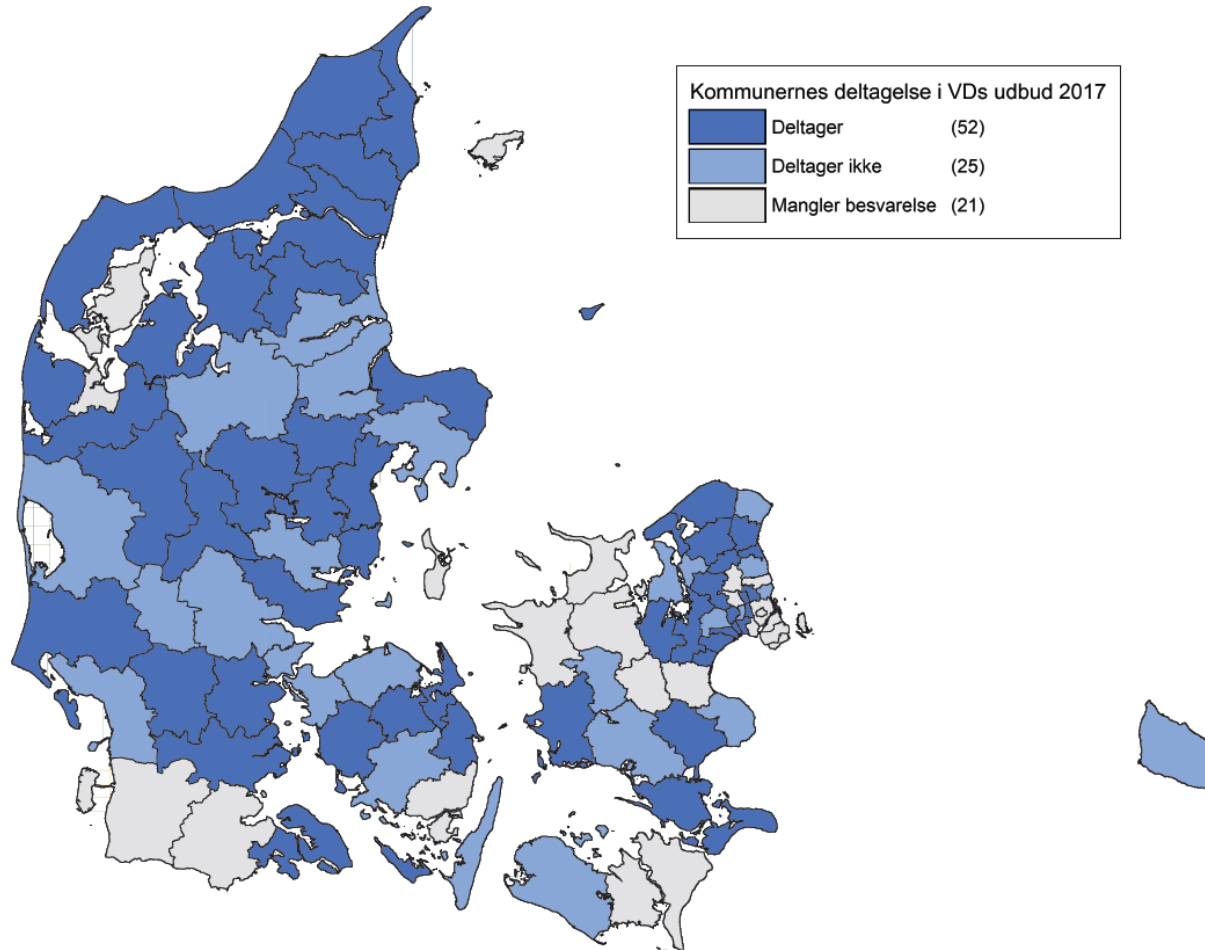 Kommunernes deltagelse i VDs udbud 2017
Deltager (52)
Deltager ikke (25)
Mangler besvarelse (21)